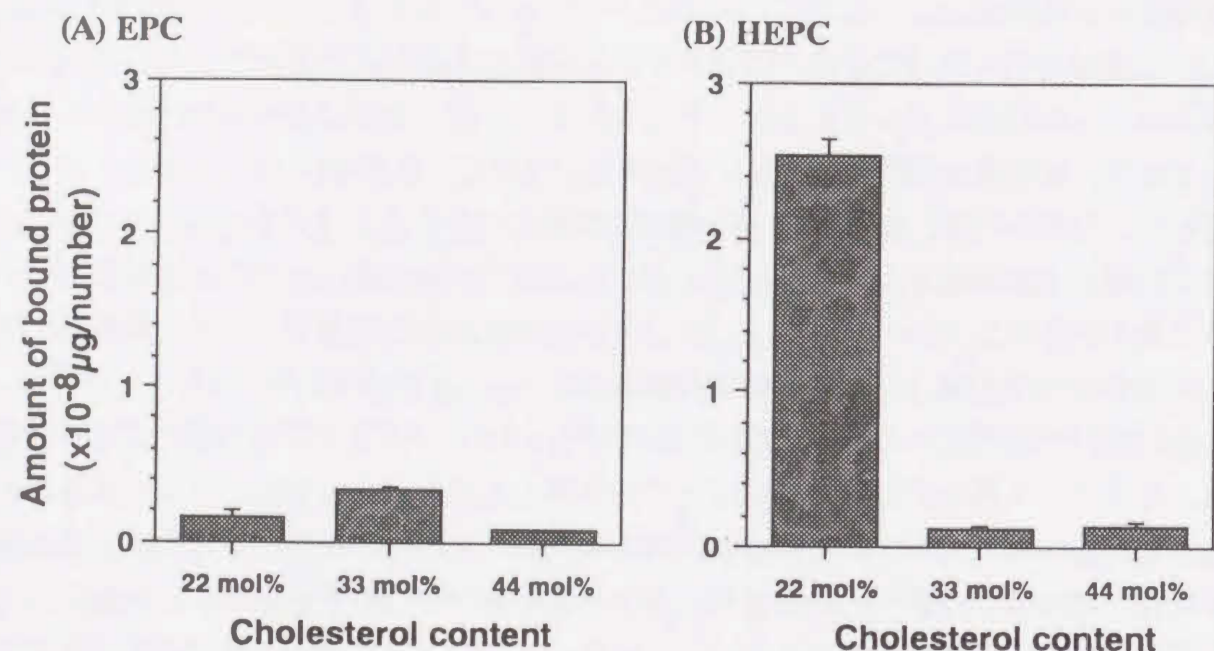 (A) EPC
Amount of bound protein
(x10-8µg/number)
3
2
1
0
22 mol%
33 mol%
44 mol%
Cholesterol content
(B) HEPC
3
2
1
0
22 mol%
33 mol%
44 mol%
Cholesterol content